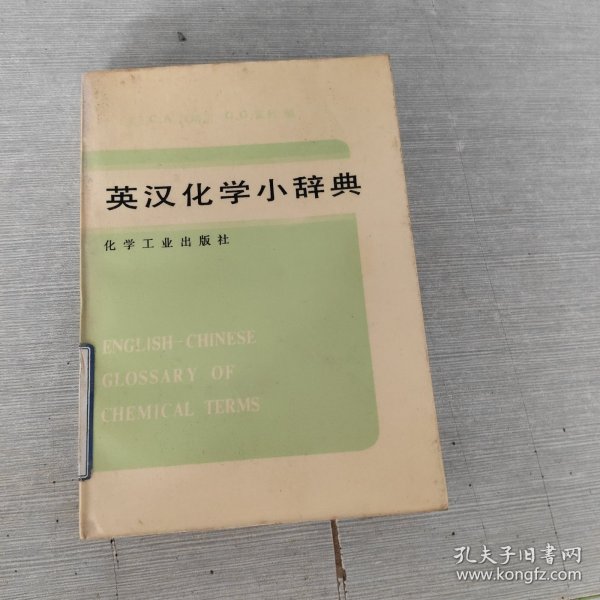 英汉化学小辞典
化学工业出版社
ENGLISH-CHINESE
GLOSSARY OF
CHEMICAL TERMS
孔夫子旧书网
www.kongfz.com